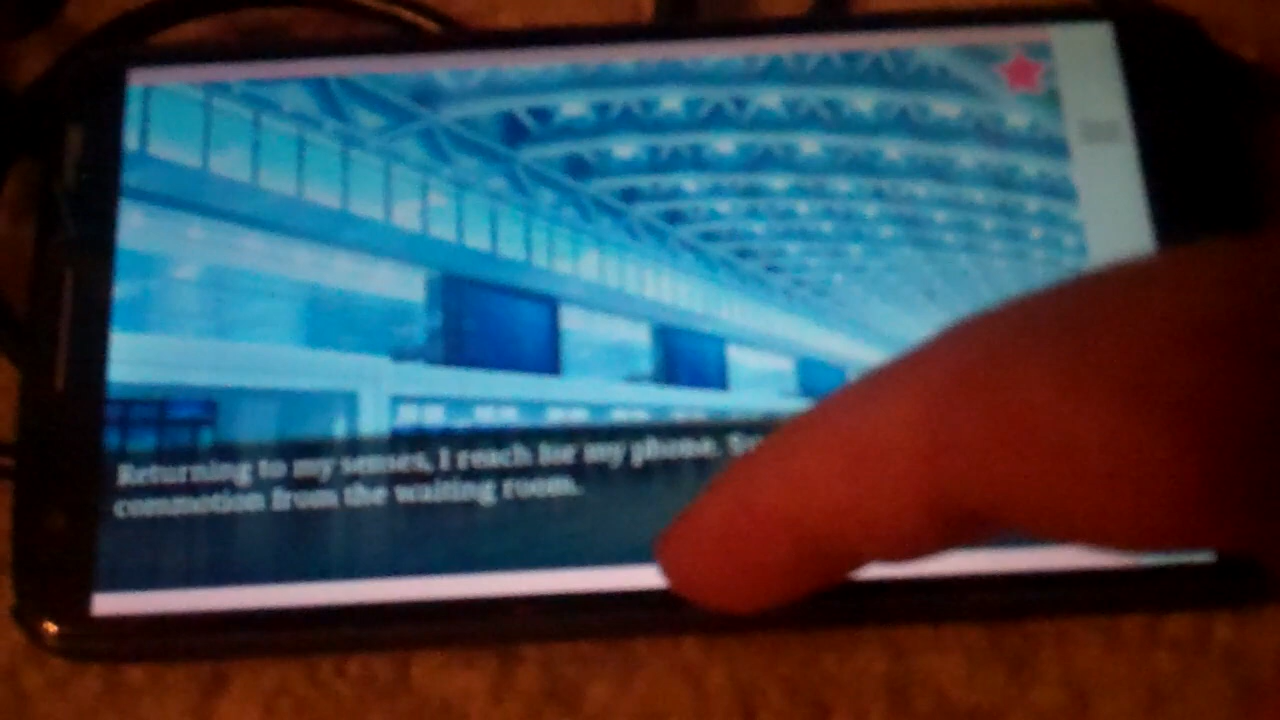 Returning to my senses, I reach for my phone.
commotion from the waiting room.